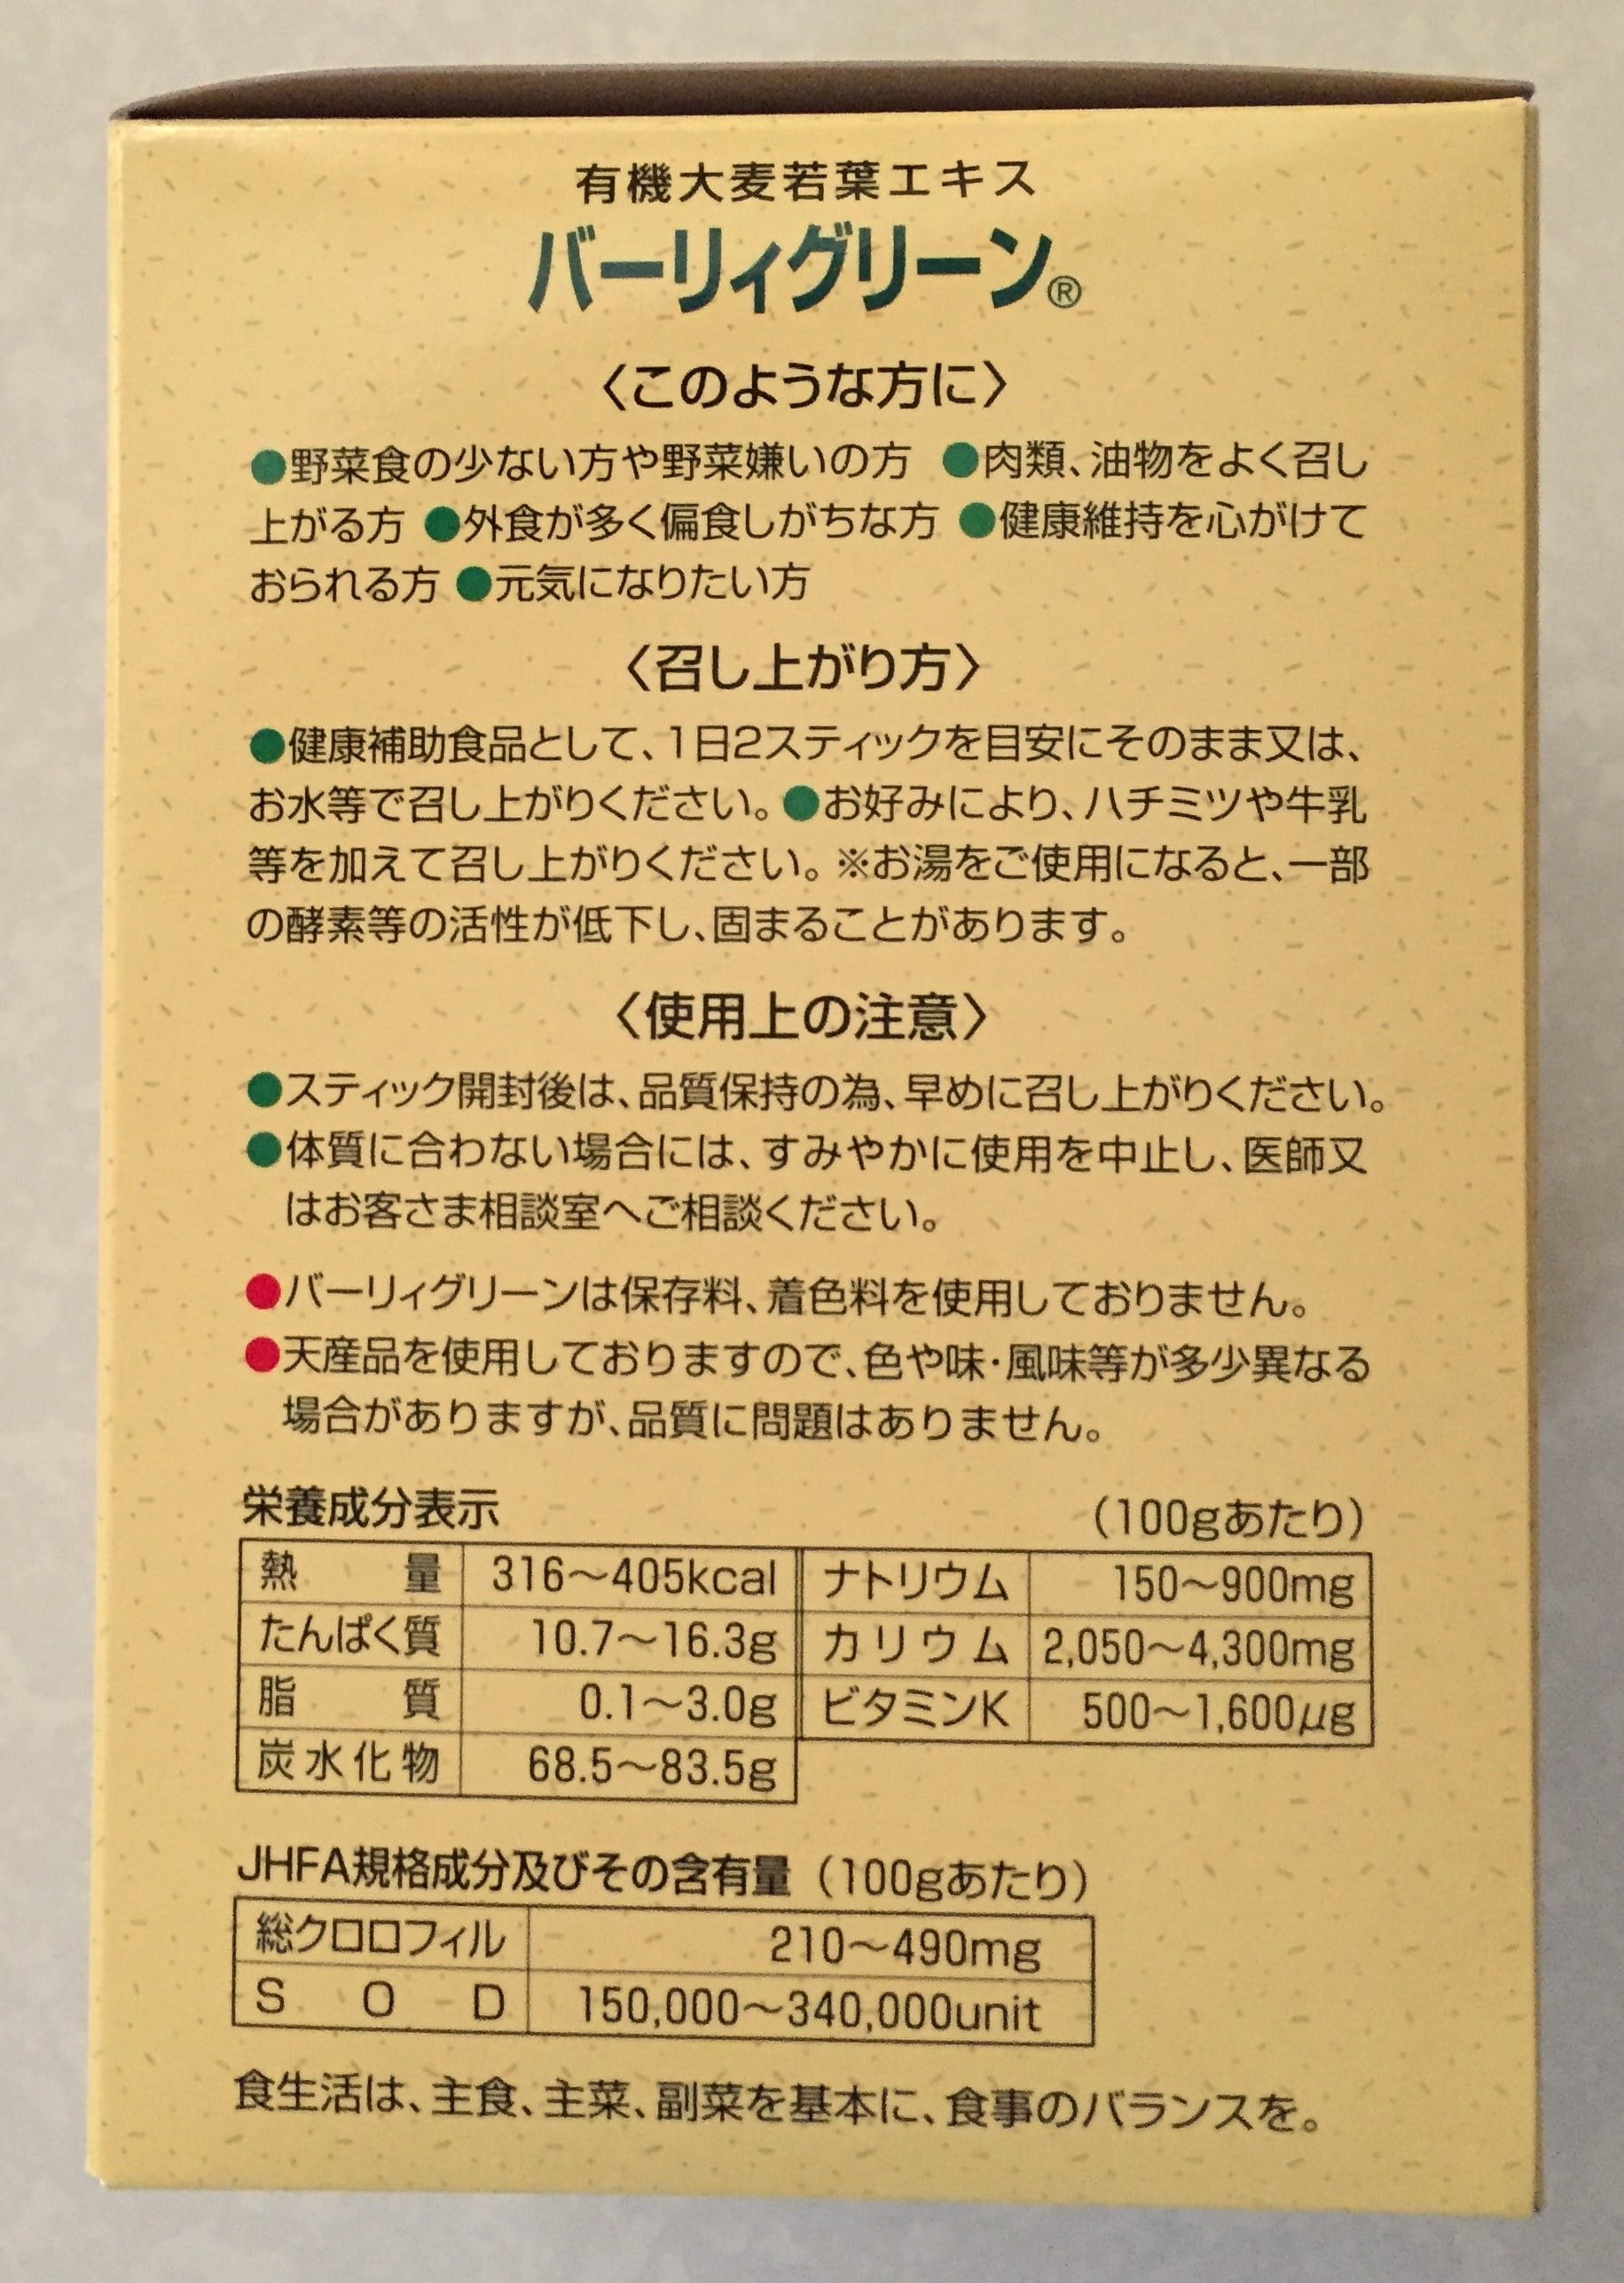 有機大麦若葉エキス
バーリィグリーン®
〈このような方に〉
●野菜食の少ない方や野菜嫌いの方 ●肉類、油物をよく召し
上がる方 ●外食が多く偏食しがちな方 ●健康維持を心がけて
おられる方 ●元気になりたい方
〈召し上がり方〉
●健康補助食品として、1日2スティックを目安にそのまま又は、
お水等で召し上がりください。●お好みにより、ハチミツや牛乳
等を加えて召し上がりください。※お湯をご使用になると、一部
の酵素等の活性が低下し、固まることがあります。
〈使用上の注意〉
●スティック開封後は、品質保持の為、早めに召し上がりください。
●体質に合わない場合には、すみやかに使用を中止し、医師又
はお客さま相談室へご相談ください。
●バーリィグリーンは保存料、着色料を使用しておりません。
●天産品を使用しておりますので、色や味・風味等が多少異なる
場合がありますが、品質に問題はありません。
栄養成分表示 （100gあたり）
熱量 316〜405kcal ナトリウム 150〜900mg
たんぱく質 10.7〜16.3g カリウム 2,050〜4,300mg
脂質 0.1〜3.0g ビタミンK 500〜1,600μg
炭水化物 68.5〜83.5g
JHFA規格成分及びその含有量（100gあたり）
総クロロフィル 210〜490mg
SOD 150,000〜340,000unit
食生活は、主食、主菜、副菜を基本に、食事のバランスを。